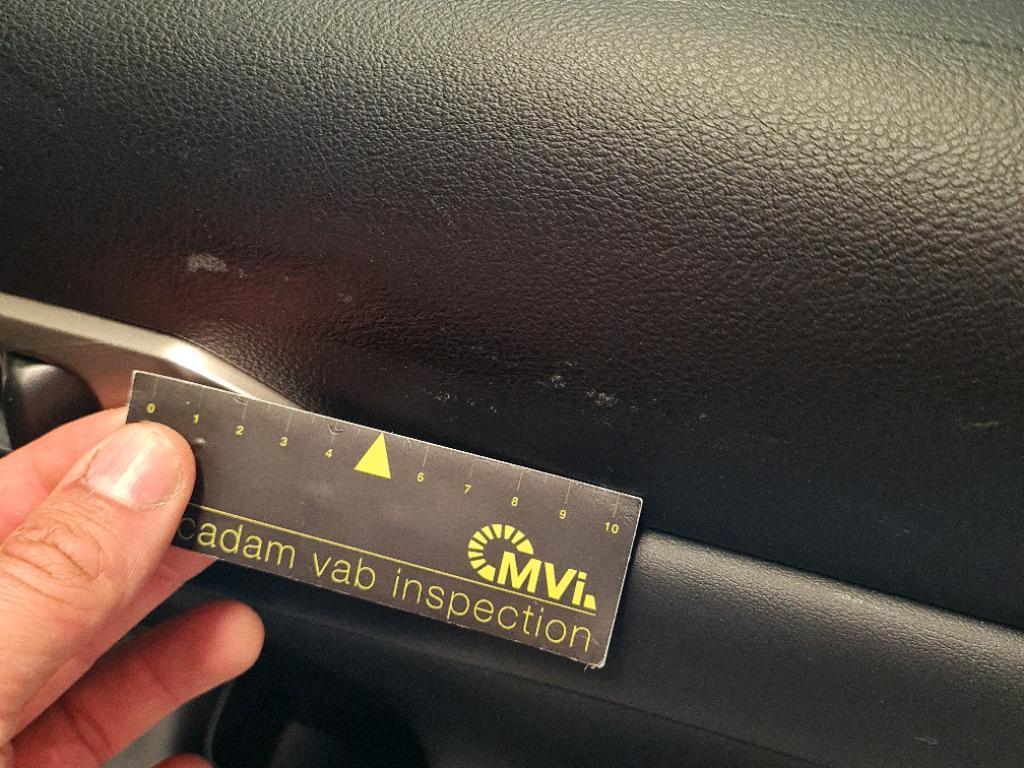 0 1 2 3 4 6 7 8 9 10
MVi.
cadam vab inspection